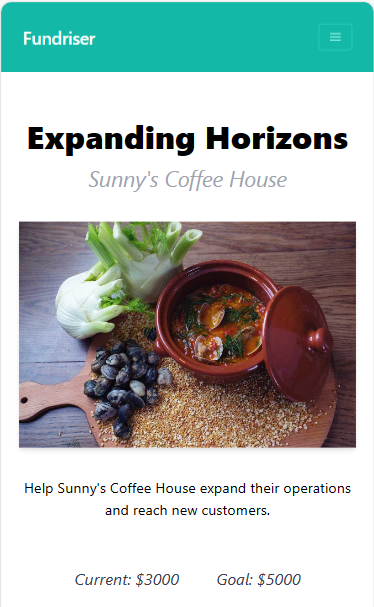 Fundriser
Expanding Horizons
Sunny's Coffee House
Help Sunny's Coffee House expand their operations
and reach new customers.
Current: $3000 Goal: $5000